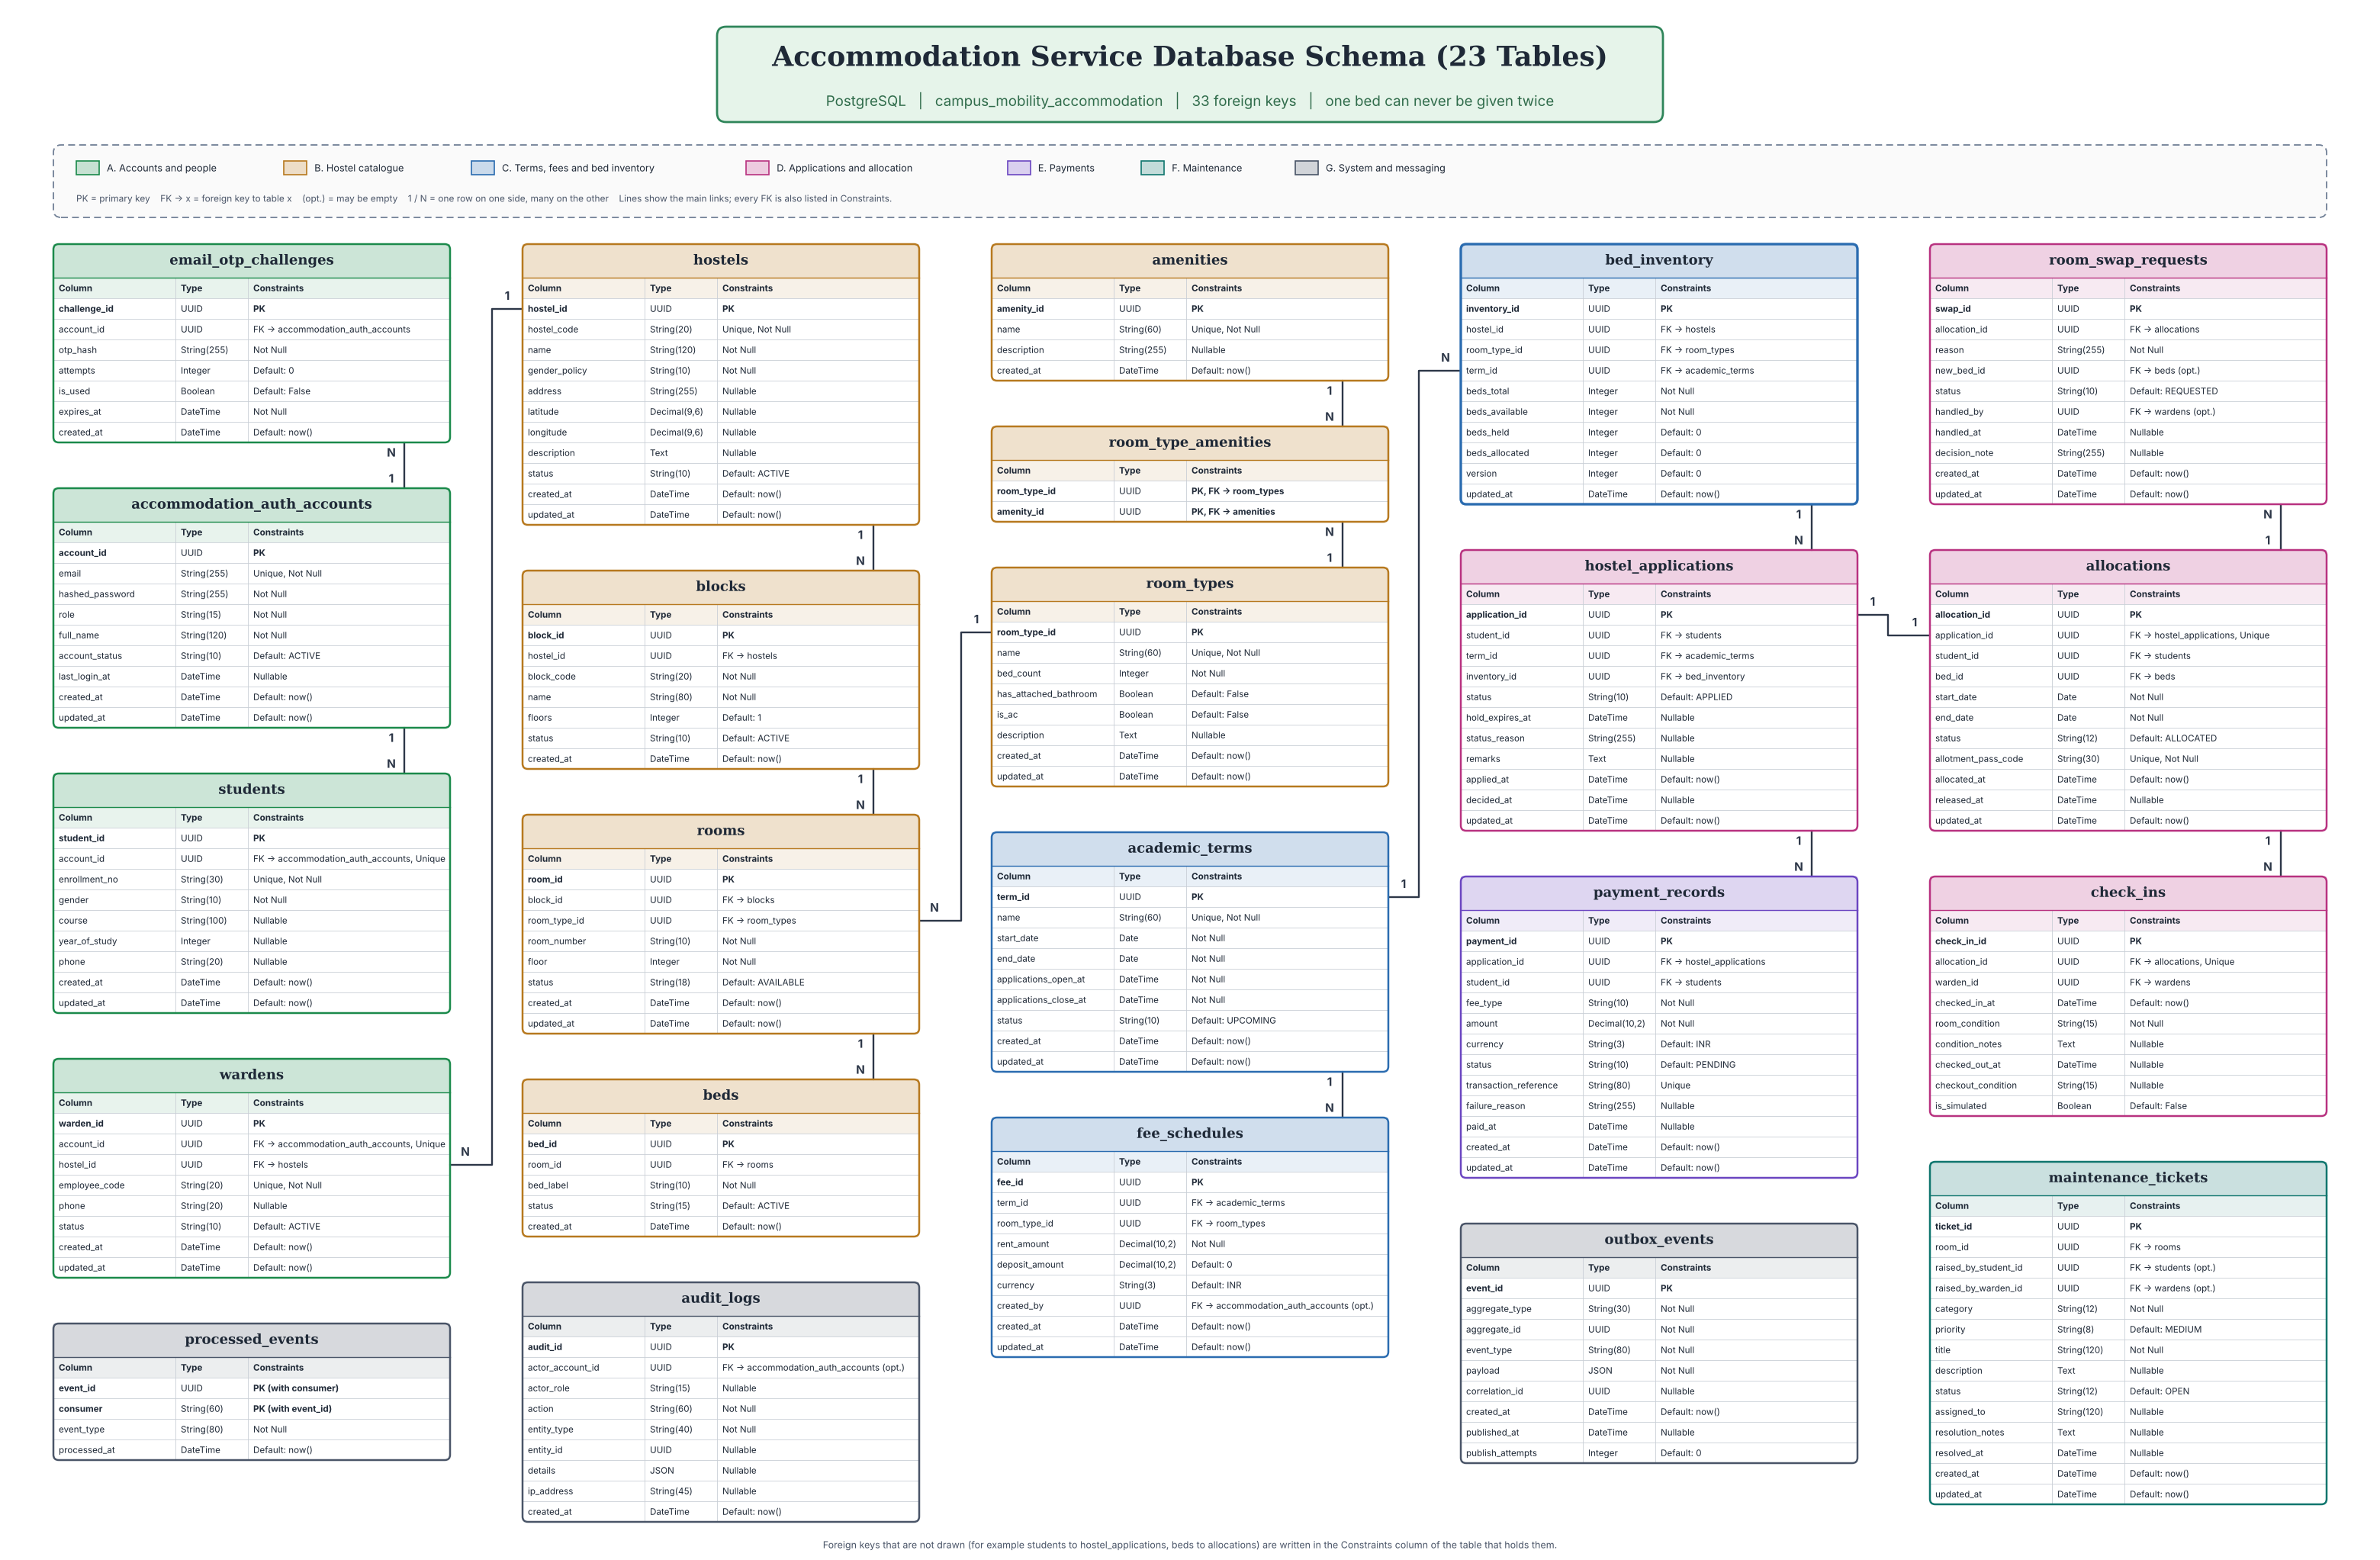 Accommodation Service Database Schema (23 Tables)
PostgreSQL | campus_mobility_accommodation | 33 foreign keys | one bed can never be given twice
A. Accounts and people
B. Hostel catalogue
C. Terms, fees and bed inventory
D. Applications and allocation
E. Payments
F. Maintenance
G. System and messaging
PK = primary key FK → x = foreign key to table x (opt.) = may be empty 1 / N = one row on one side, many on the other Lines show the main links; every FK is also listed in Constraints.
email_otp_challenges
Column Type Constraints
challenge_id UUID PK
account_id UUID FK → accommodation_auth_accounts
otp_hash String(255) Not Null
attempts Integer Default: 0
is_used Boolean Default: False
expires_at DateTime Not Null
created_at DateTime Default: now()
N
1
accommodation_auth_accounts
Column Type Constraints
account_id UUID PK
email String(255) Unique, Not Null
hashed_password String(255) Not Null
role String(15) Not Null
full_name String(120) Not Null
account_status String(10) Default: ACTIVE
last_login_at DateTime Nullable
created_at DateTime Default: now()
updated_at DateTime Default: now()
1
N
students
Column Type Constraints
student_id UUID PK
account_id UUID FK → accommodation_auth_accounts, Unique
enrollment_no String(30) Unique, Not Null
gender String(10) Not Null
course String(100) Nullable
year_of_study Integer Nullable
phone String(20) Nullable
created_at DateTime Default: now()
updated_at DateTime Default: now()
wardens
Column Type Constraints
warden_id UUID PK
account_id UUID FK → accommodation_auth_accounts, Unique
hostel_id UUID FK → hostels
employee_code String(20) Unique, Not Null
phone String(20) Nullable
status String(10) Default: ACTIVE
created_at DateTime Default: now()
updated_at DateTime Default: now()
N
1
processed_events
Column Type Constraints
event_id UUID PK (with consumer)
consumer String(60) PK (with event_id)
event_type String(80) Not Null
processed_at DateTime Default: now()
hostels
Column Type Constraints
hostel_id UUID PK
hostel_code String(20) Unique, Not Null
name String(120) Not Null
gender_policy String(10) Not Null
address String(255) Nullable
latitude Decimal(9,6) Nullable
longitude Decimal(9,6) Nullable
description Text Nullable
status String(10) Default: ACTIVE
created_at DateTime Default: now()
updated_at DateTime Default: now()
1
N
blocks
Column Type Constraints
block_id UUID PK
hostel_id UUID FK → hostels
block_code String(20) Not Null
name String(80) Not Null
floors Integer Default: 1
status String(10) Default: ACTIVE
created_at DateTime Default: now()
1
N
rooms
Column Type Constraints
room_id UUID PK
block_id UUID FK → blocks
room_type_id UUID FK → room_types
room_number String(10) Not Null
floor Integer Not Null
status String(18) Default: AVAILABLE
created_at DateTime Default: now()
updated_at DateTime Default: now()
N
1
1
N
beds
Column Type Constraints
bed_id UUID PK
room_id UUID FK → rooms
bed_label String(10) Not Null
status String(15) Default: ACTIVE
created_at DateTime Default: now()
audit_logs
Column Type Constraints
audit_id UUID PK
actor_account_id UUID FK → accommodation_auth_accounts (opt.)
actor_role String(15) Nullable
action String(60) Not Null
entity_type String(40) Not Null
entity_id UUID Nullable
details JSON Nullable
ip_address String(45) Nullable
created_at DateTime Default: now()
amenities
Column Type Constraints
amenity_id UUID PK
name String(60) Unique, Not Null
description String(255) Nullable
created_at DateTime Default: now()
1
N
room_type_amenities
Column Type Constraints
room_type_id UUID PK, FK → room_types
amenity_id UUID PK, FK → amenities
N
1
room_types
Column Type Constraints
room_type_id UUID PK
name String(60) Unique, Not Null
bed_count Integer Not Null
has_attached_bathroom Boolean Default: False
is_ac Boolean Default: False
description Text Nullable
created_at DateTime Default: now()
updated_at DateTime Default: now()
academic_terms
Column Type Constraints
term_id UUID PK
name String(60) Unique, Not Null
start_date Date Not Null
end_date Date Not Null
applications_open_at DateTime Not Null
applications_close_at DateTime Not Null
status String(10) Default: UPCOMING
created_at DateTime Default: now()
updated_at DateTime Default: now()
1
N
1
N
fee_schedules
Column Type Constraints
fee_id UUID PK
term_id UUID FK → academic_terms
room_type_id UUID FK → room_types
rent_amount Decimal(10,2) Not Null
deposit_amount Decimal(10,2) Default: 0
currency String(3) Default: INR
created_by UUID FK → accommodation_auth_accounts (opt.)
created_at DateTime Default: now()
updated_at DateTime Default: now()
bed_inventory
Column Type Constraints
inventory_id UUID PK
hostel_id UUID FK → hostels
room_type_id UUID FK → room_types
term_id UUID FK → academic_terms
beds_total Integer Not Null
beds_available Integer Not Null
beds_held Integer Default: 0
beds_allocated Integer Default: 0
version Integer Default: 0
updated_at DateTime Default: now()
1
N
hostel_applications
Column Type Constraints
application_id UUID PK
student_id UUID FK → students
term_id UUID FK → academic_terms
inventory_id UUID FK → bed_inventory
status String(10) Default: APPLIED
hold_expires_at DateTime Nullable
status_reason String(255) Nullable
remarks Text Nullable
applied_at DateTime Default: now()
decided_at DateTime Nullable
updated_at DateTime Default: now()
1
1
1
N
payment_records
Column Type Constraints
payment_id UUID PK
application_id UUID FK → hostel_applications
student_id UUID FK → students
fee_type String(10) Not Null
amount Decimal(10,2) Not Null
currency String(3) Default: INR
status String(10) Default: PENDING
transaction_reference String(80) Unique
failure_reason String(255) Nullable
paid_at DateTime Nullable
created_at DateTime Default: now()
updated_at DateTime Default: now()
outbox_events
Column Type Constraints
event_id UUID PK
aggregate_type String(30) Not Null
aggregate_id UUID Not Null
event_type String(80) Not Null
payload JSON Not Null
correlation_id UUID Nullable
created_at DateTime Default: now()
published_at DateTime Nullable
publish_attempts Integer Default: 0
room_swap_requests
Column Type Constraints
swap_id UUID PK
allocation_id UUID FK → allocations
reason String(255) Not Null
new_bed_id UUID FK → beds (opt.)
status String(10) Default: REQUESTED
handled_by UUID FK → wardens (opt.)
handled_at DateTime Nullable
decision_note String(255) Nullable
created_at DateTime Default: now()
updated_at DateTime Default: now()
N
1
allocations
Column Type Constraints
allocation_id UUID PK
application_id UUID FK → hostel_applications, Unique
student_id UUID FK → students
bed_id UUID FK → beds
start_date Date Not Null
end_date Date Not Null
status String(12) Default: ALLOCATED
allotment_pass_code String(30) Unique, Not Null
allocated_at DateTime Default: now()
released_at DateTime Nullable
updated_at DateTime Default: now()
1
N
check_ins
Column Type Constraints
check_in_id UUID PK
allocation_id UUID FK → allocations, Unique
warden_id UUID FK → wardens
checked_in_at DateTime Default: now()
room_condition String(15) Not Null
condition_notes Text Nullable
checked_out_at DateTime Nullable
checkout_condition String(15) Nullable
is_simulated Boolean Default: False
maintenance_tickets
Column Type Constraints
ticket_id UUID PK
room_id UUID FK → rooms
raised_by_student_id UUID FK → students (opt.)
raised_by_warden_id UUID FK → wardens (opt.)
category String(12) Not Null
priority String(8) Default: MEDIUM
title String(120) Not Null
description Text Nullable
status String(12) Default: OPEN
assigned_to String(120) Nullable
resolution_notes Text Nullable
resolved_at DateTime Nullable
created_at DateTime Default: now()
updated_at DateTime Default: now()
Foreign keys that are not drawn (for example students to hostel_applications, beds to allocations) are written in the Constraints column of the table that holds them.